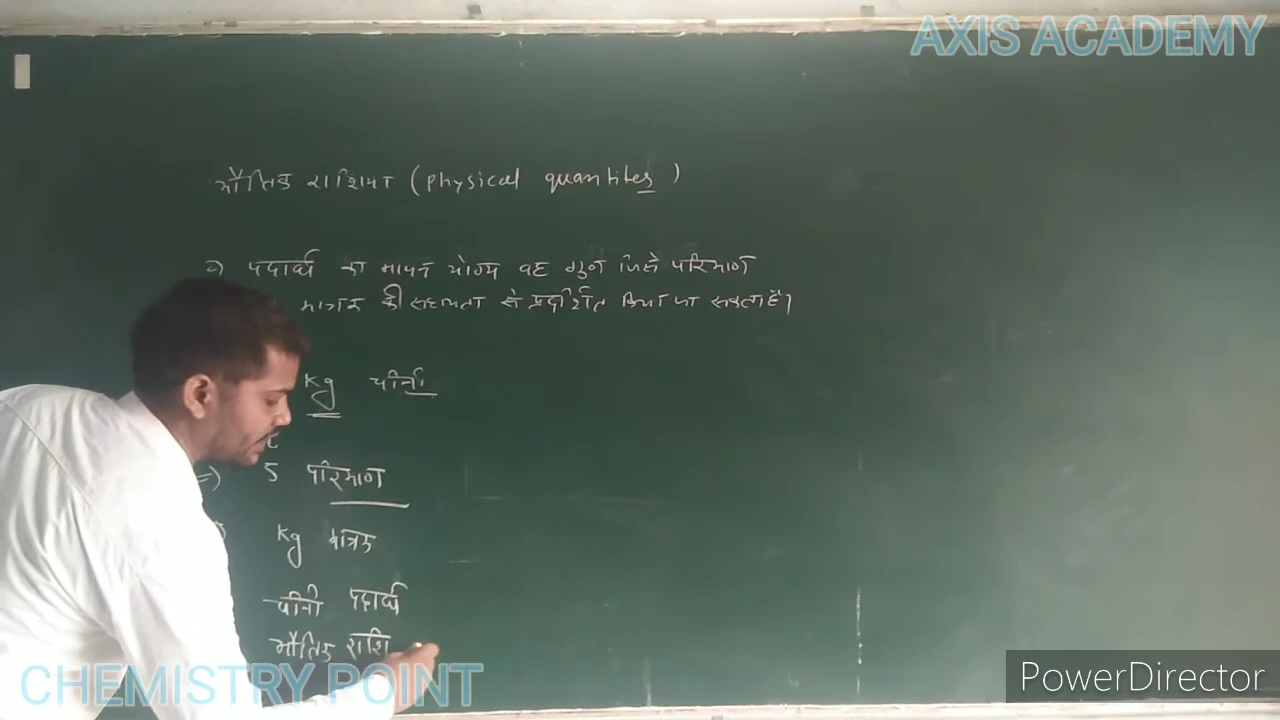 AXIS ACADEMY
भौतिक राशिया (Physical quantites)
पदार्थ का मापन योग्य वह गुण जिसे परिमाण
मात्रक की सहायता से प्रदर्शित किया जा सकता है।
Kg चीनी
=) 5 परिमाण
Kg मात्रक
चीनी पदार्थ
भौतिक राशि
CHEMISTRY POINT
PowerDirector